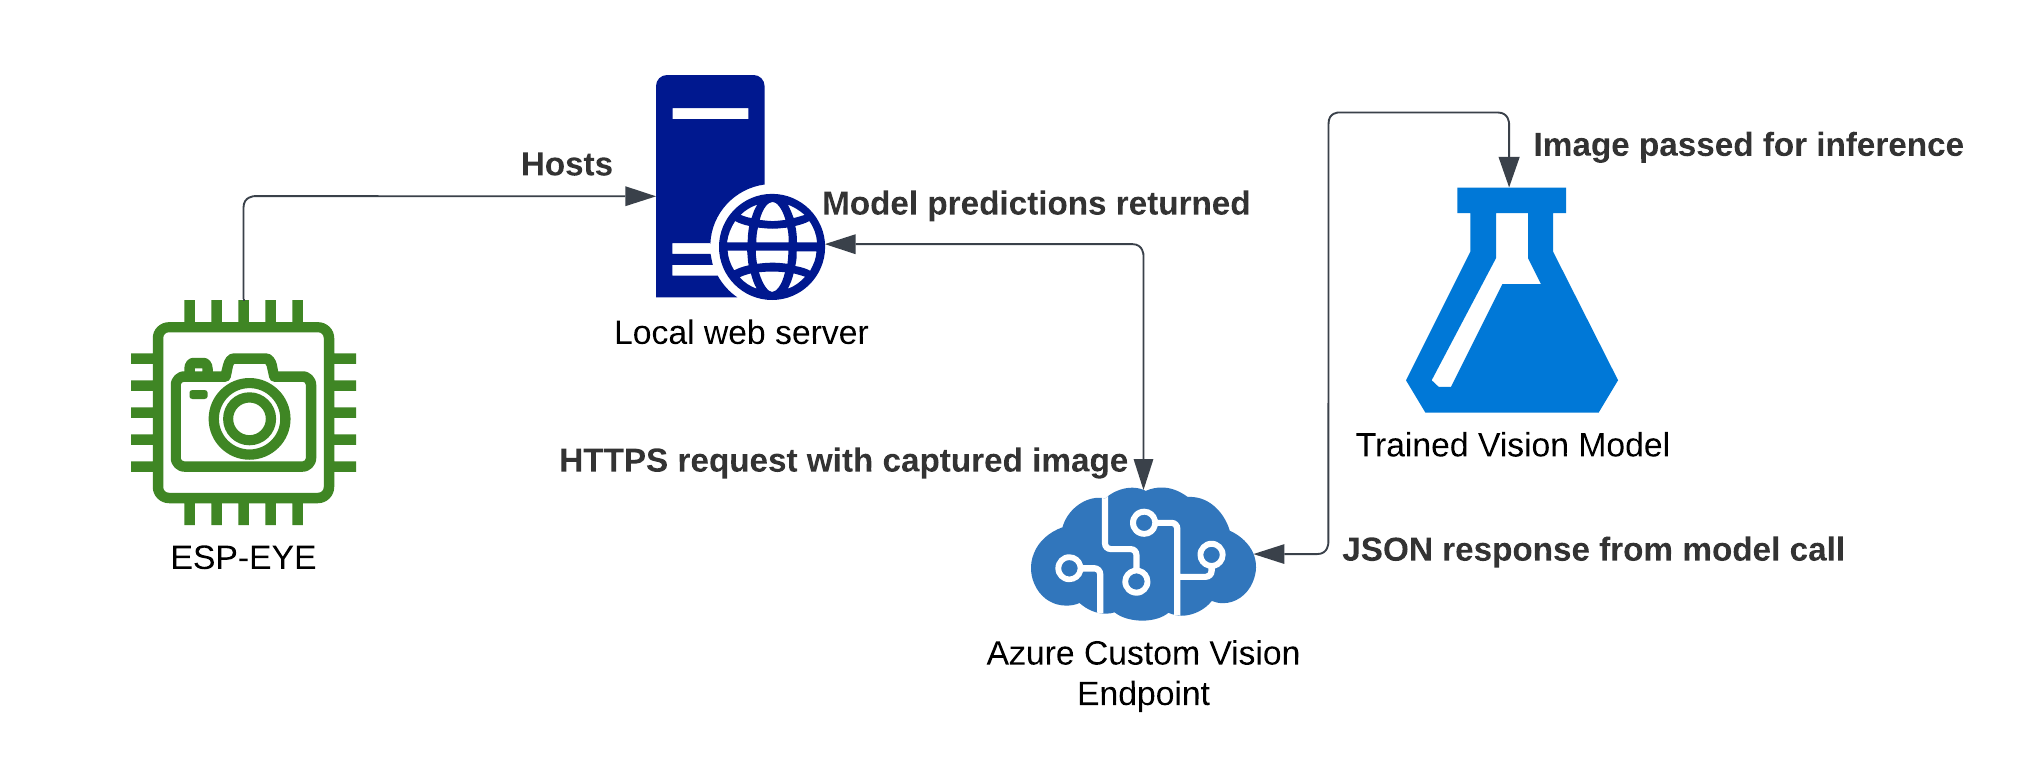 Hosts
Model predictions returned
Image passed for inference
Local web server
HTTPS request with captured image
Trained Vision Model
ESP-EYE
JSON response from model call
Azure Custom Vision
Endpoint